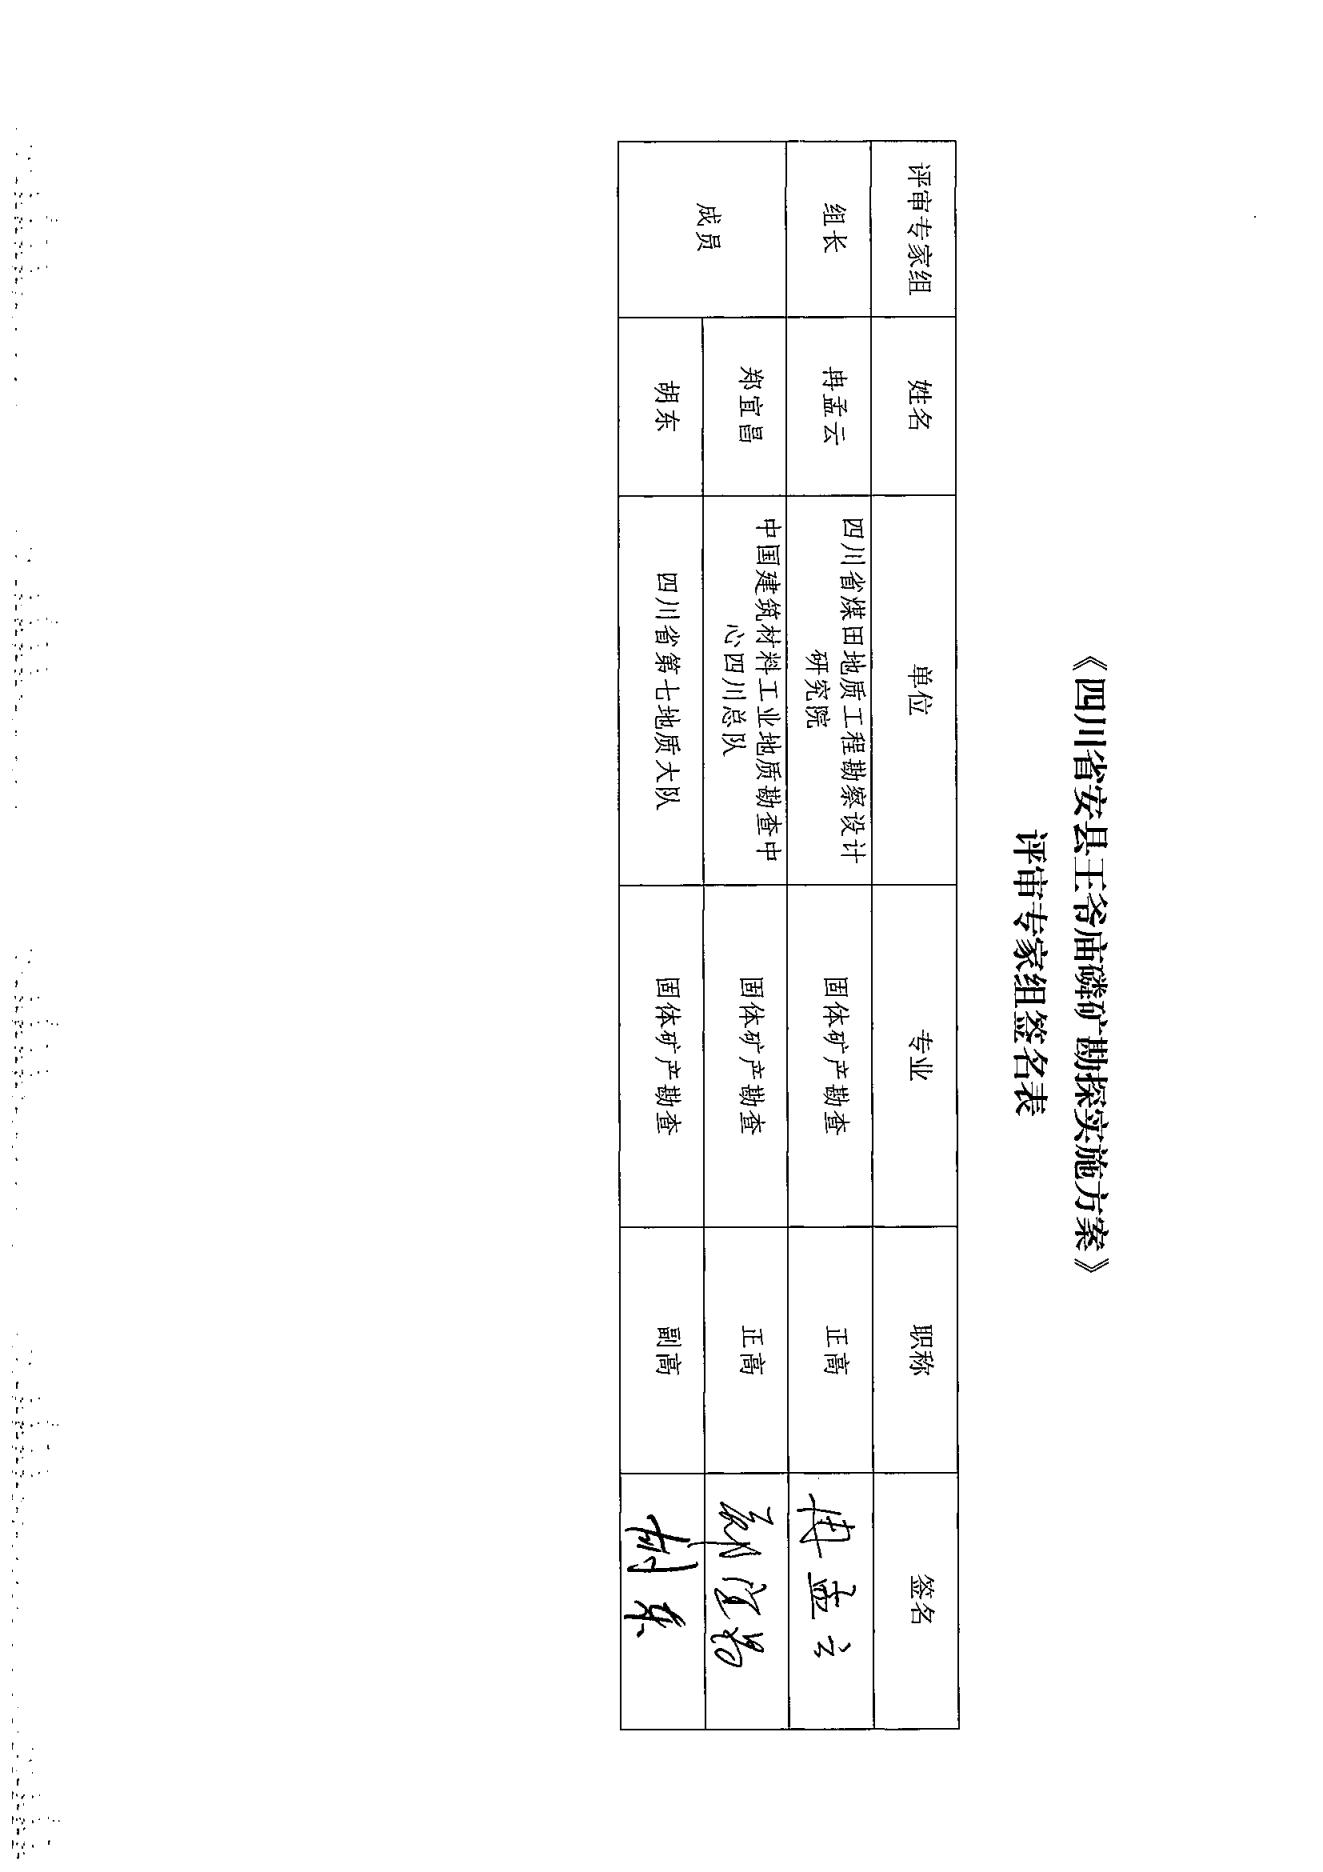 《四川省安县王爷庙磷矿勘探实施方案》
评审专家组签名表
评审专家组 姓名 单位 专业 职称 签名
组长 冉孟云 四川省煤田地质工程勘察设计
研究院 固体矿产勘查 正高 冉孟云
成员 郑宜昌 中国建筑材料工业地质勘查中
心四川总队 固体矿产勘查 正高 郑宜昌
胡东 四川省第七地质大队 固体矿产勘查 副高 胡东